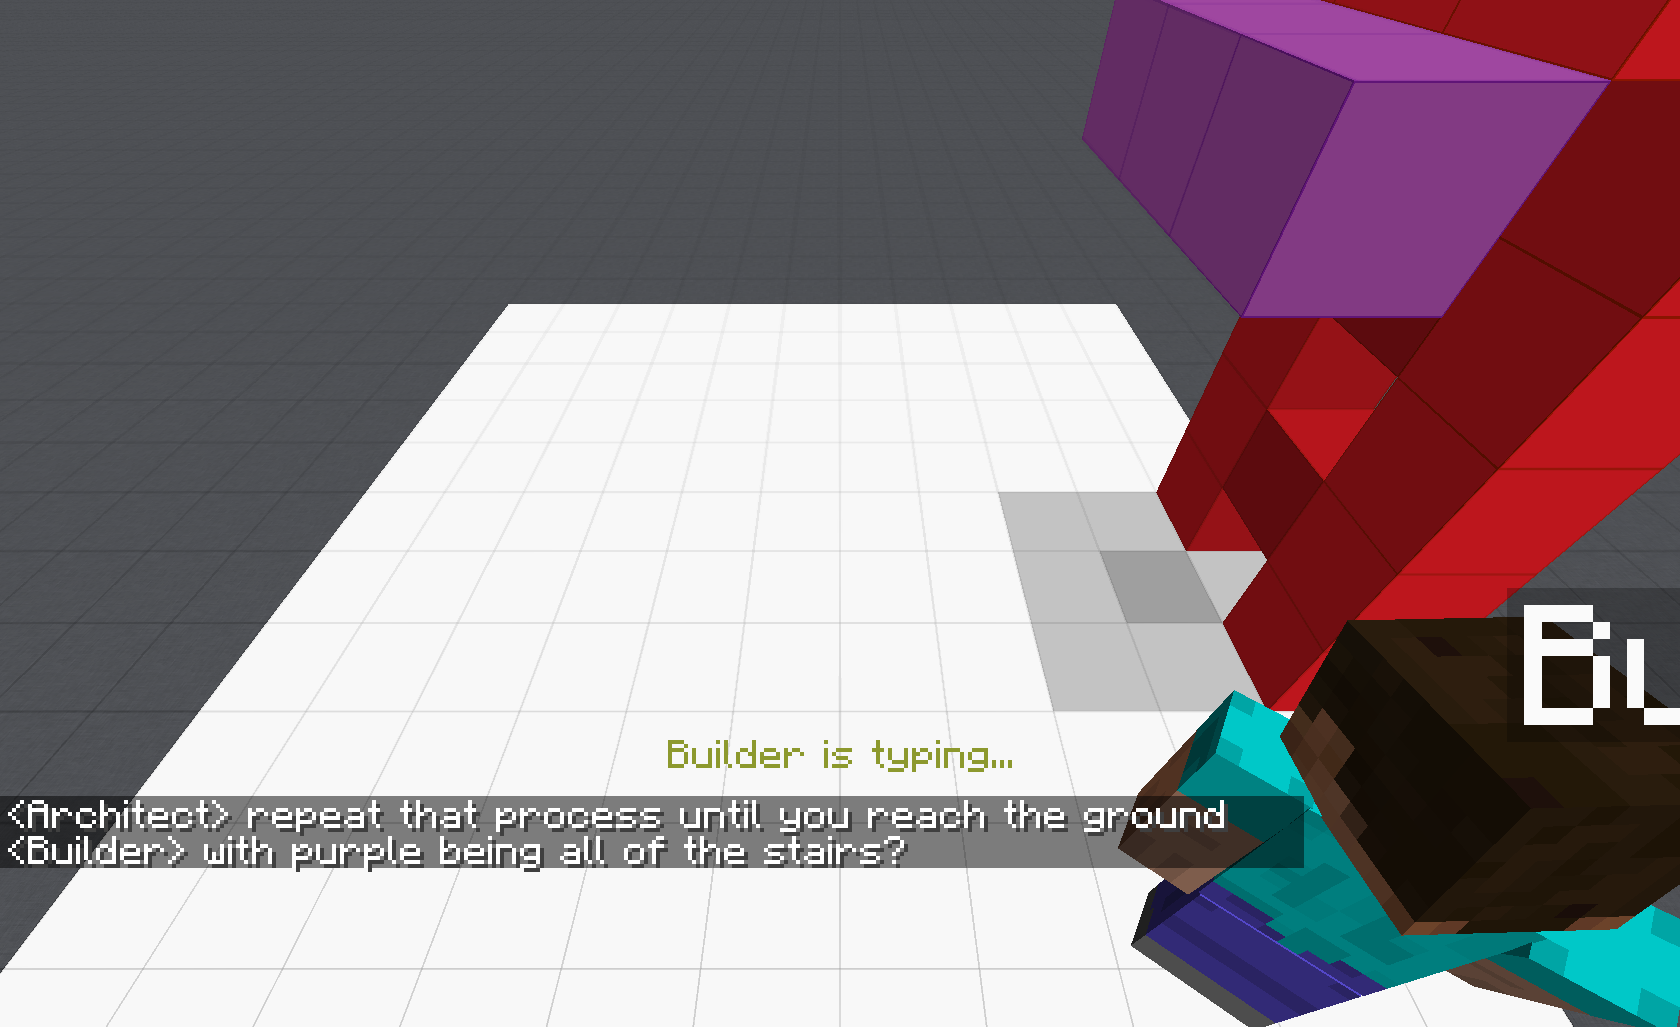 Builder is typing...
<Architect> repeat that process until you reach the ground
<Builder> with purple being all of the stairs?